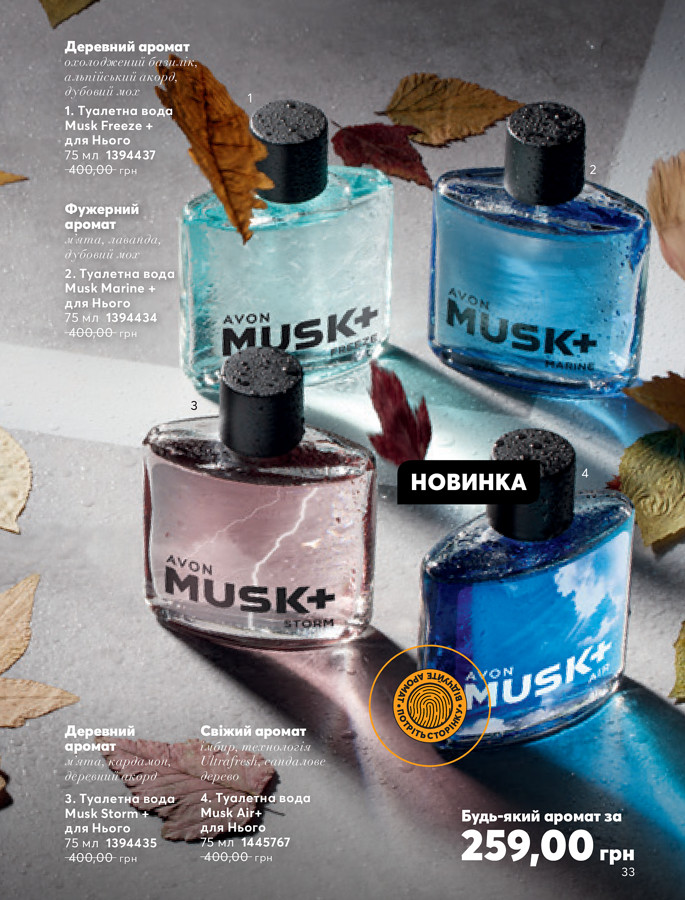 Деревний аромат
охолоджений базилік,
альпійський акорд,
дубовий мох
1. Туалетна вода
Musk Freeze +
для Нього
75 мл 1394437
400,00 грн
Фужерний
аромат
м'ята, лаванда,
дубовий мох
2. Туалетна вода
Musk Marine +
для Нього
75 мл 1394434
400,00 грн
1
2
AVON
MUSK+
FREEZE
AVON
MUSK+
MARINE
3
НОВИНКА
4
AVON
MUSK+
STORM
AVON
MUSK+
AIR
ВІДЧУЙТЕ АРОМАТ • ПОТРІТЬ СТОРІНКУ •
Деревний
аромат
м'ята, кардамон,
деревний акорд
3. Туалетна вода
Musk Storm +
для Нього
75 мл 1394435
400,00 грн
Свіжий аромат
імбир, технологія
Ultrafresh, сандалове
дерево
4. Туалетна вода
Musk Air+
для Нього
75 мл 1445767
400,00 грн
Будь-який аромат за
259,00 грн
33